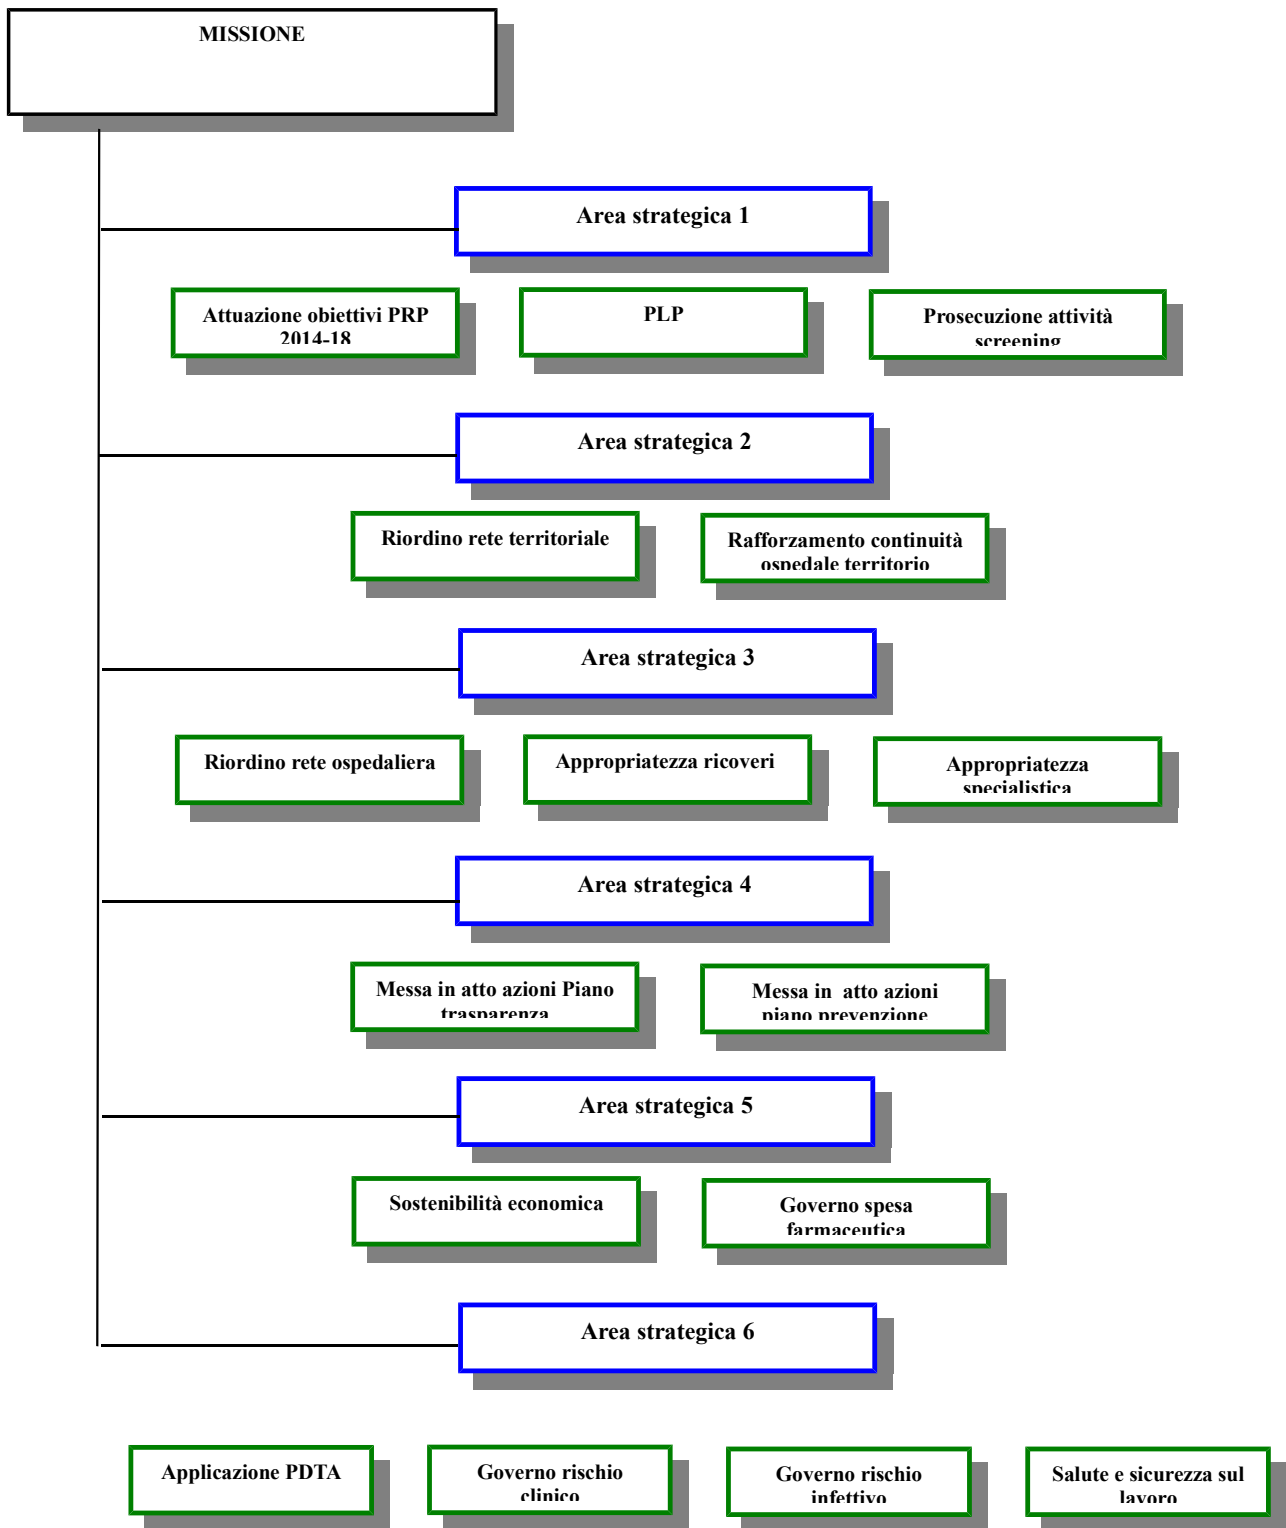 MISSIONE
Area strategica 1
Attuazione obiettivi PRP
2014-18
PLP
Prosecuzione attività
screening
Area strategica 2
Riordino rete territoriale
Rafforzamento continuità
ospedale territorio
Area strategica 3
Riordino rete ospedaliera
Appropriatezza ricoveri
Appropriatezza
specialistica
Area strategica 4
Messa in atto azioni Piano
trasparenza
Messa in  atto azioni
piano prevenzione
Area strategica 5
Sostenibilità economica
Governo spesa
farmaceutica
Area strategica 6
Applicazione PDTA
Governo rischio
clinico
Governo rischio
infettivo
Salute e sicurezza sul
lavoro